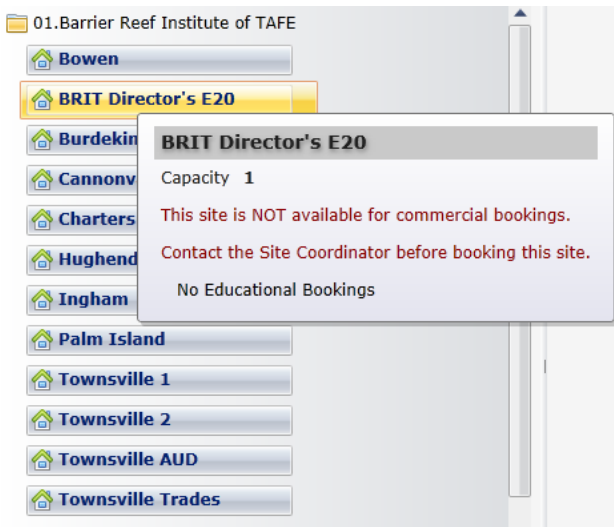 01.Barrier Reef Institute of TAFE
Bowen
BRIT Director's E20
Burdekin
Cannonv
Charters
Hughend
Ingham
Palm Island
Townsville 1
Townsville 2
Townsville AUD
Townsville Trades
BRIT Director's E20
Capacity 1
This site is NOT available for commercial bookings.
Contact the Site Coordinator before booking this site.
No Educational Bookings